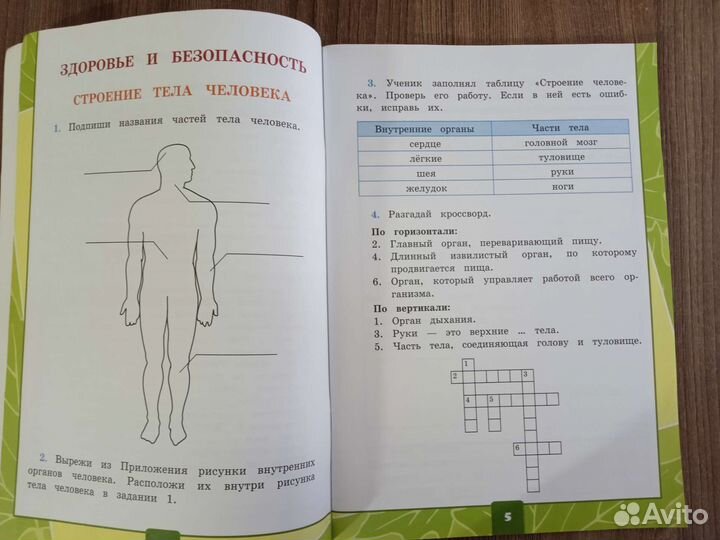 ЗДОРОВЬЕ И БЕЗОПАСНОСТЬ
СТРОЕНИЕ ТЕЛА ЧЕЛОВЕКА
1. Подпиши названия частей тела человека.
2. Вырежи из Приложения рисунки внутренних
органов человека. Расположи их внутри рисунка
тела человека в задании 1.
3. Ученик заполнял таблицу «Строение челове-
ка». Проверь его работу. Если в ней есть ошиб-
ки, исправь их.
Внутренние органы Части тела
сердце головной мозг
лёгкие туловище
шея руки
желудок ноги
4. Разгадай кроссворд.
По горизонтали:
2. Главный орган, переваривающий пищу.
4. Длинный извилистый орган, по которому
продвигается пища.
6. Орган, который управляет работой всего ор-
ганизма.
По вертикали:
1. Орган дыхания.
3. Руки — это верхние ... тела.
5. Часть тела, соединяющая голову и туловище.
1
2 3
4 5
6
5
Avito